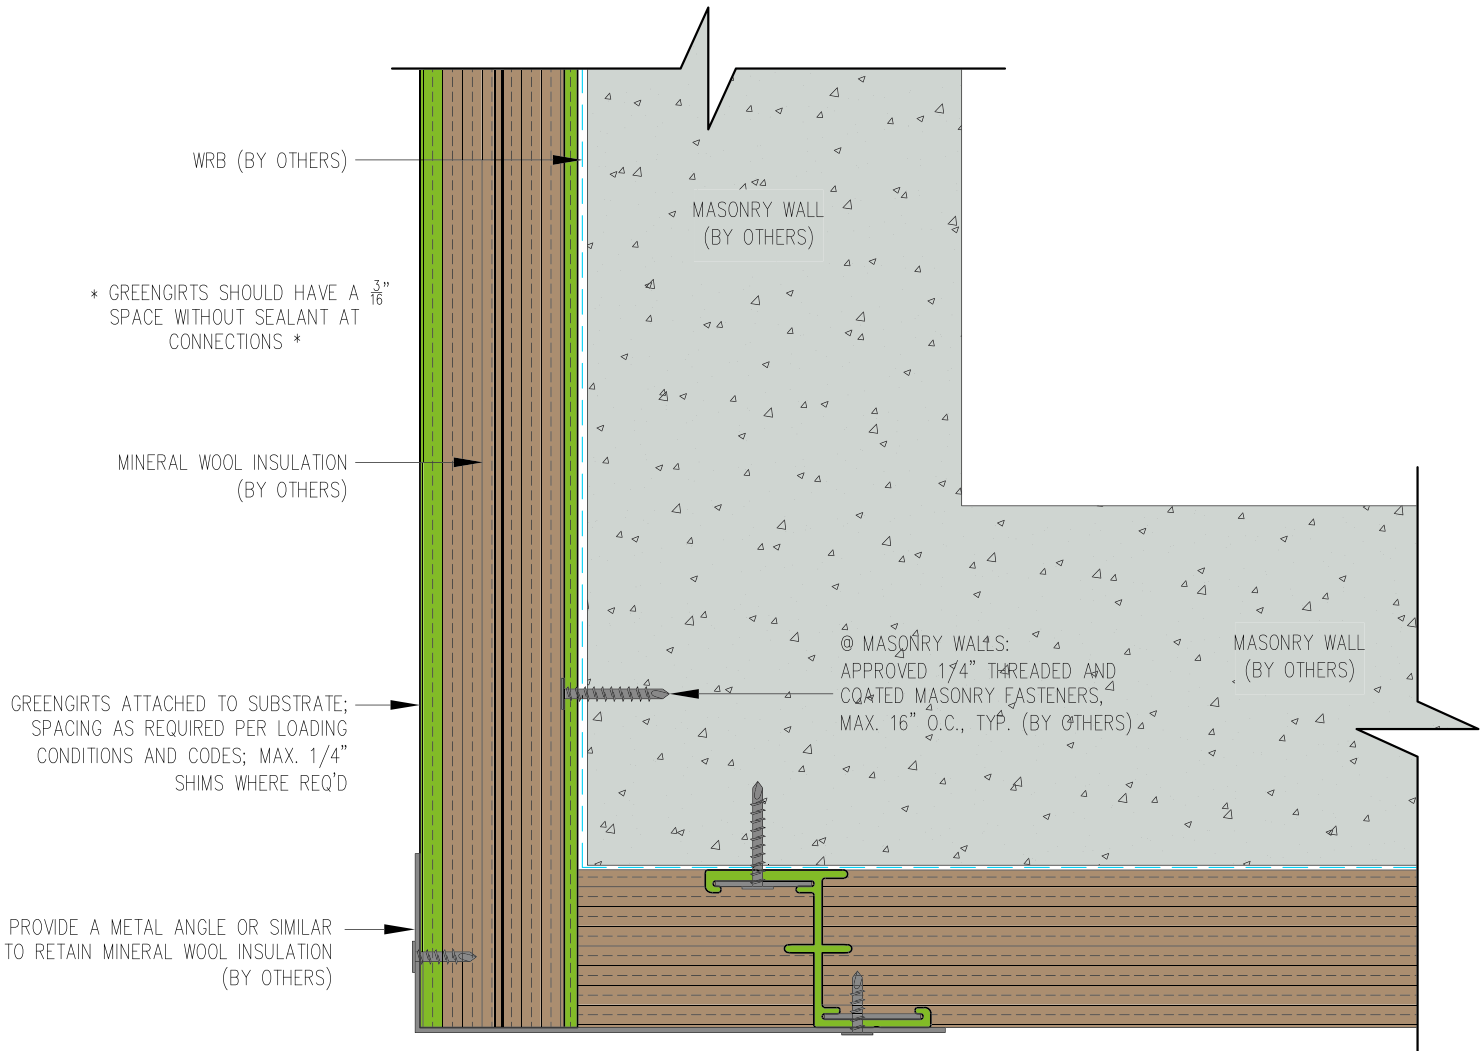 WRB (BY OTHERS)
MASONRY WALL
(BY OTHERS)
* GREENGIRTS SHOULD HAVE A 3/16"
SPACE WITHOUT SEALANT AT
CONNECTIONS *
MINERAL WOOL INSULATION
(BY OTHERS)
@ MASONRY WALLS:
APPROVED 1/4" THREADED AND
COATED MASONRY FASTENERS,
MAX. 16" O.C., TYP. (BY OTHERS)
MASONRY WALL
(BY OTHERS)
GREENGIRTS ATTACHED TO SUBSTRATE;
SPACING AS REQUIRED PER LOADING
CONDITIONS AND CODES; MAX. 1/4"
SHIMS WHERE REQ'D
PROVIDE A METAL ANGLE OR SIMILAR
TO RETAIN MINERAL WOOL INSULATION
(BY OTHERS)